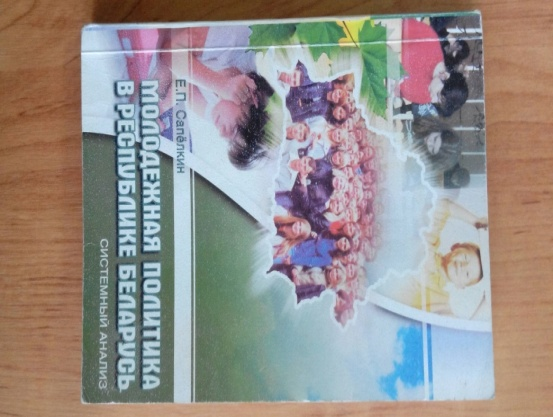 Е.П. Сапёлкин
МОЛОДЕЖНАЯ ПОЛИТИКА
В РЕСПУБЛИКЕ БЕЛАРУСЬ
СИСТЕМНЫЙ АНАЛИЗ